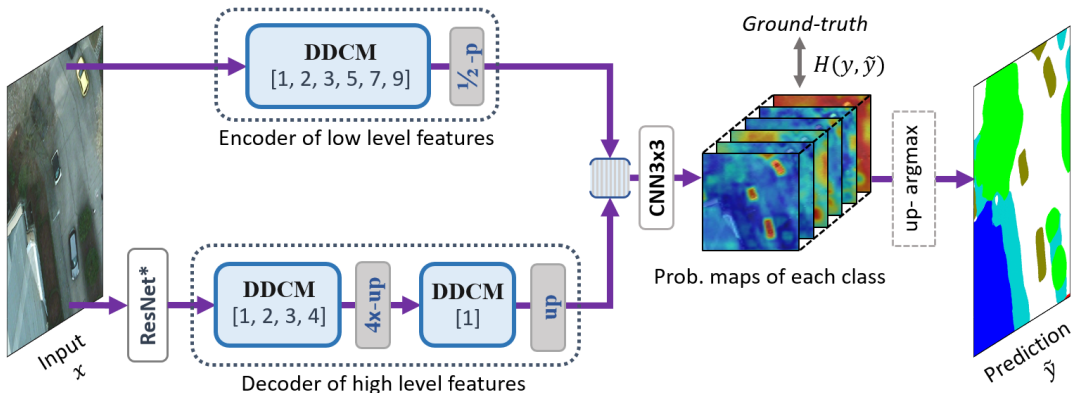 DDCM
[1, 2, 3, 5, 7, 9]
½ -p
Encoder of low level features
Ground-truth
H(y, ỹ)
CNN3x3
Prob. maps of each class
up- argmax
Input
x
ResNet*
DDCM
[1, 2, 3, 4]
4x-up
DDCM
[1]
up
Decoder of high level features
Prediction
ỹ